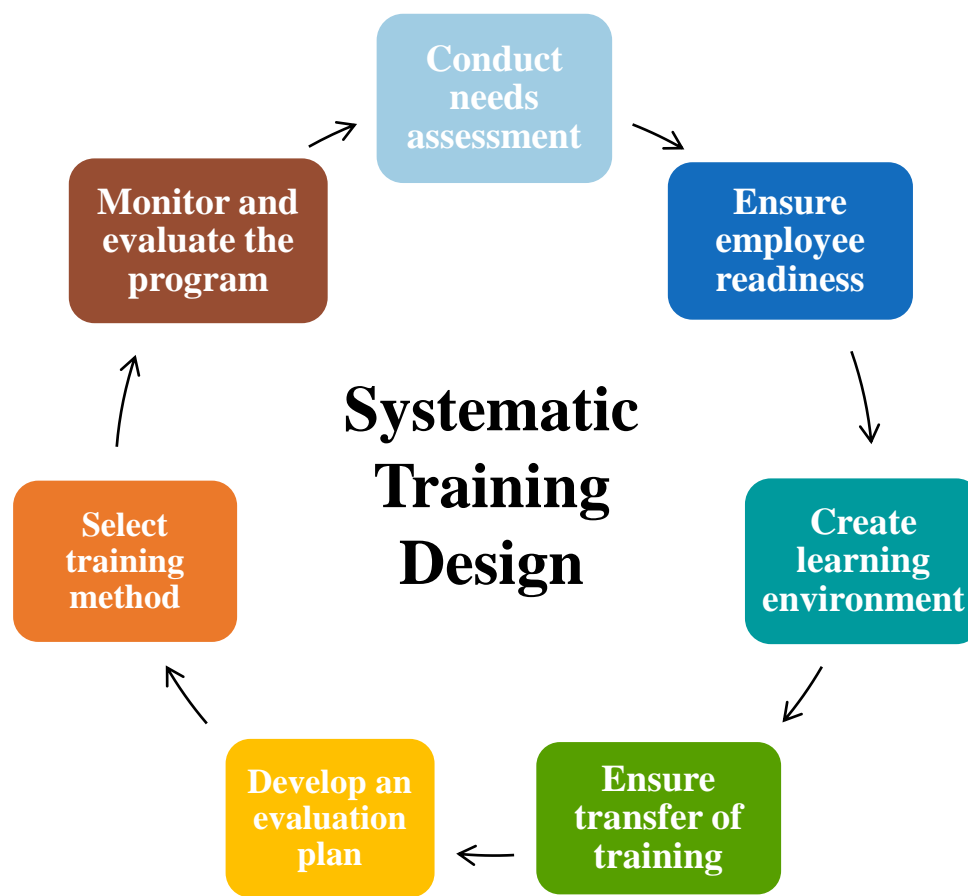 Conduct
needs
assessment
Ensure
employee
readiness
Create
learning
environment
Ensure
transfer of
training
Develop an
evaluation
plan
Select
training
method
Monitor and
evaluate the
program
Systematic
Training
Design